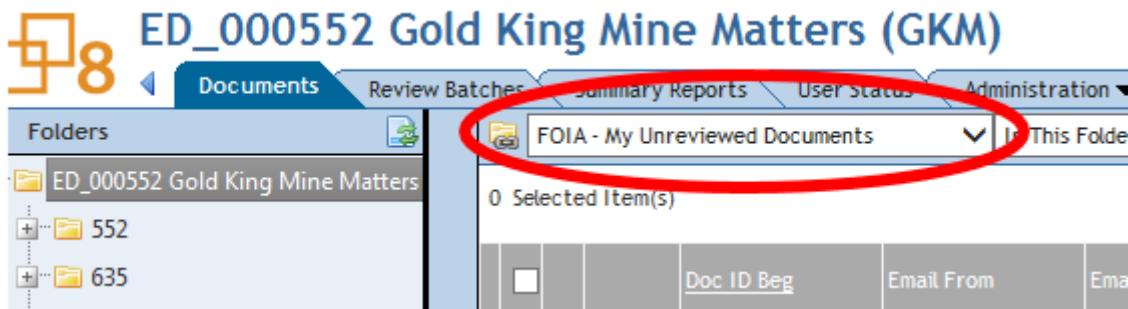 8 ED_000552 Gold King Mine Matters (GKM)
Documents Review Batches Summary Reports User Status Administration
Folders
FOIA - My Unreviewed Documents In This Folde
ED_000552 Gold King Mine Matters
0 Selected Item(s)
552
635
Doc ID Beg Email From Ema